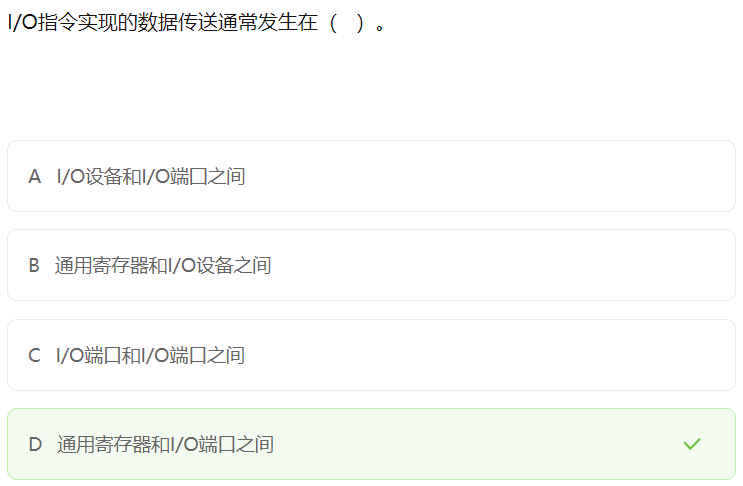 I/O指令实现的数据传送通常发生在（　）。
A I/O设备和I/O端口之间
B 通用寄存器和I/O设备之间
C I/O端口和I/O端口之间
D 通用寄存器和I/O端口之间